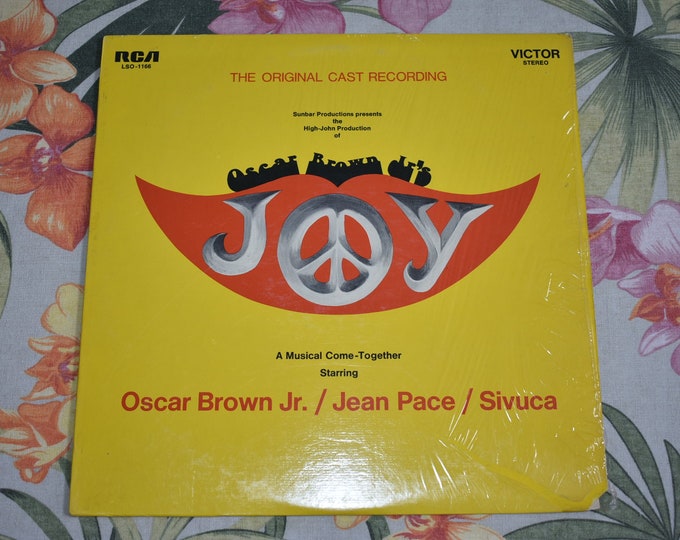 RCA
LSO-1166
VICTOR
STEREO
THE ORIGINAL CAST RECORDING
Sunbar Productions presents
the
High-John Production
of
Oscar Brown Jr's
JOY
A Musical Come-Together
Starring
Oscar Brown Jr. / Jean Pace / Sivuca